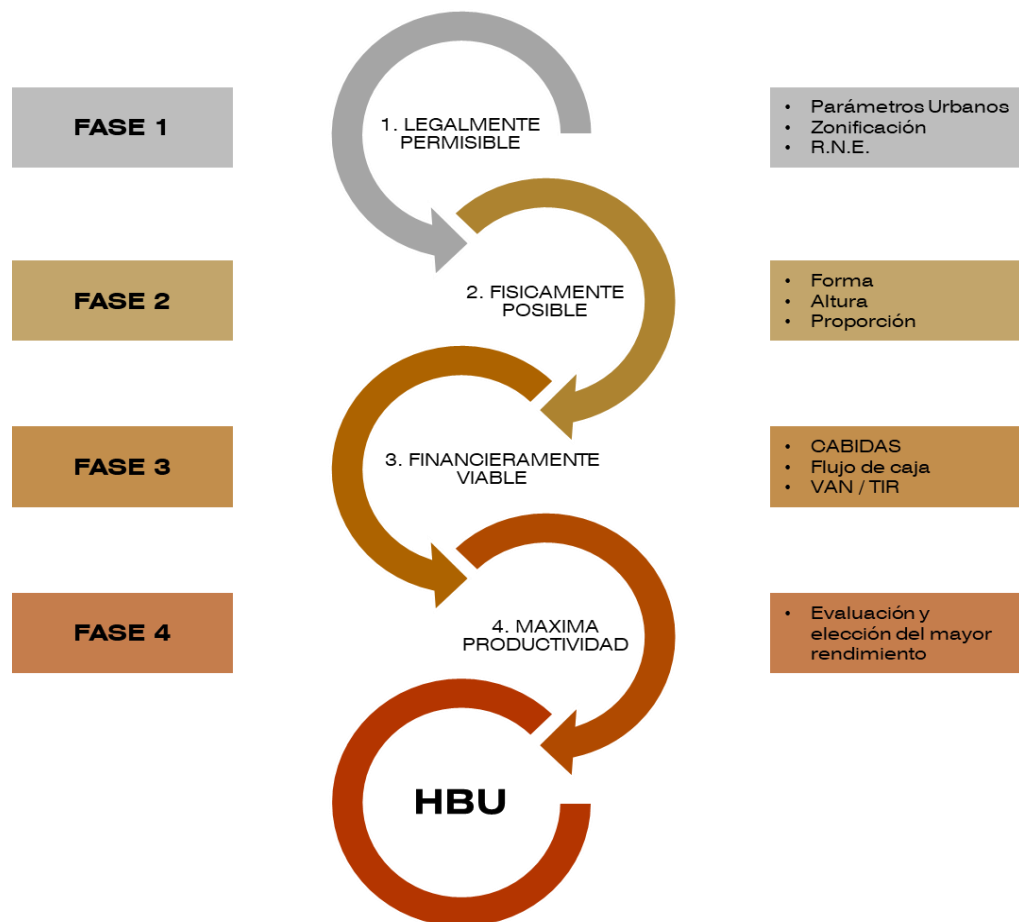 FASE 1
1. LEGALMENTE
PERMISIBLE
• Parámetros Urbanos
• Zonificación
• R.N.E.
FASE 2
2. FISICAMENTE
POSIBLE
• Forma
• Altura
• Proporción
FASE 3
3. FINANCIERAMENTE
VIABLE
• CABIDAS
• Flujo de caja
• VAN / TIR
FASE 4
4. MAXIMA
PRODUCTIVIDAD
• Evaluación y
elección del mayor
rendimiento
HBU